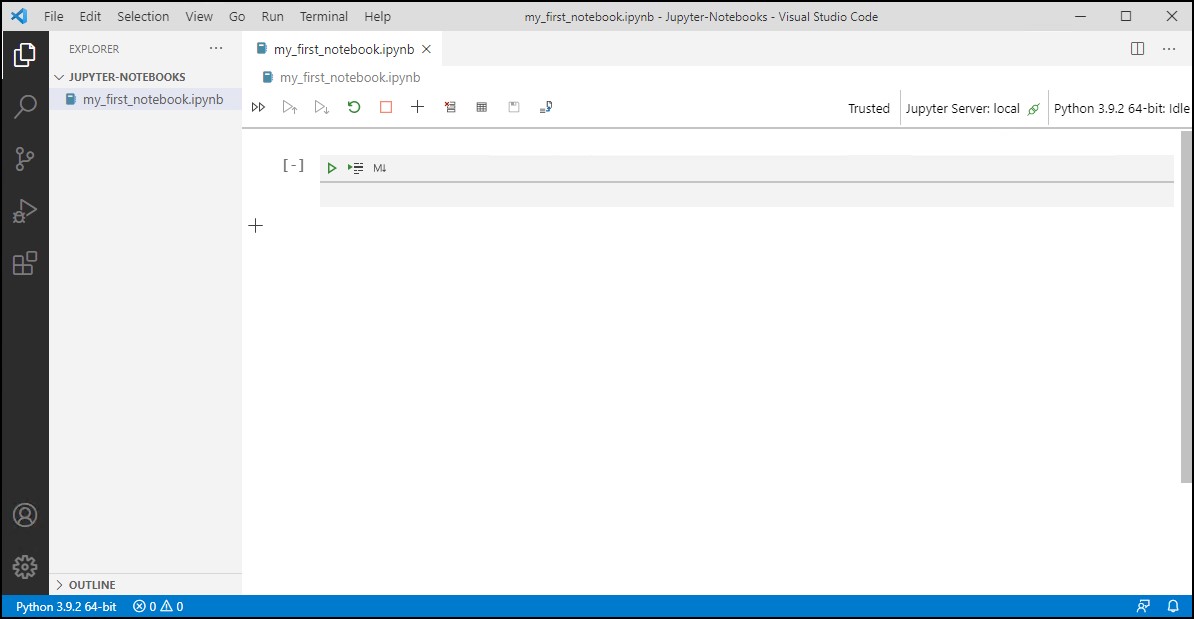 File Edit Selection View Go Run Terminal Help my_first_notebook.ipynb - Jupyter-Notebooks - Visual Studio Code
EXPLORER
JUPYTER-NOTEBOOKS
my_first_notebook.ipynb
OUTLINE
my_first_notebook.ipynb
my_first_notebook.ipynb
Trusted Jupyter Server: local Python 3.9.2 64-bit: Idle
[-] M↓
Python 3.9.2 64-bit 0 0